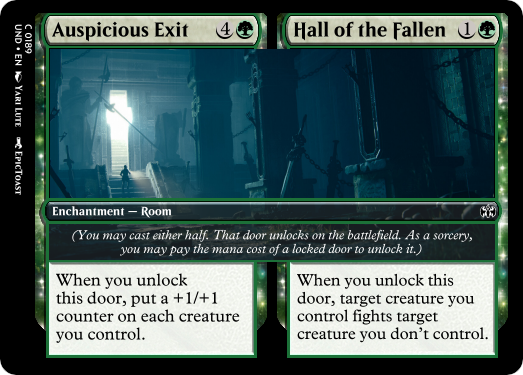 Auspicious Exit 4
Hall of the Fallen 1
Enchantment — Room
(You may cast either half. That door unlocks on the battlefield. As a sorcery,
you may pay the mana cost of a locked door to unlock it.)
When you unlock
this door, put a +1/+1
counter on each creature
you control.
When you unlock this
door, target creature you
control fights target
creature you don’t control.
C 0189
UND • EN YARI LUTE EPICTOAST